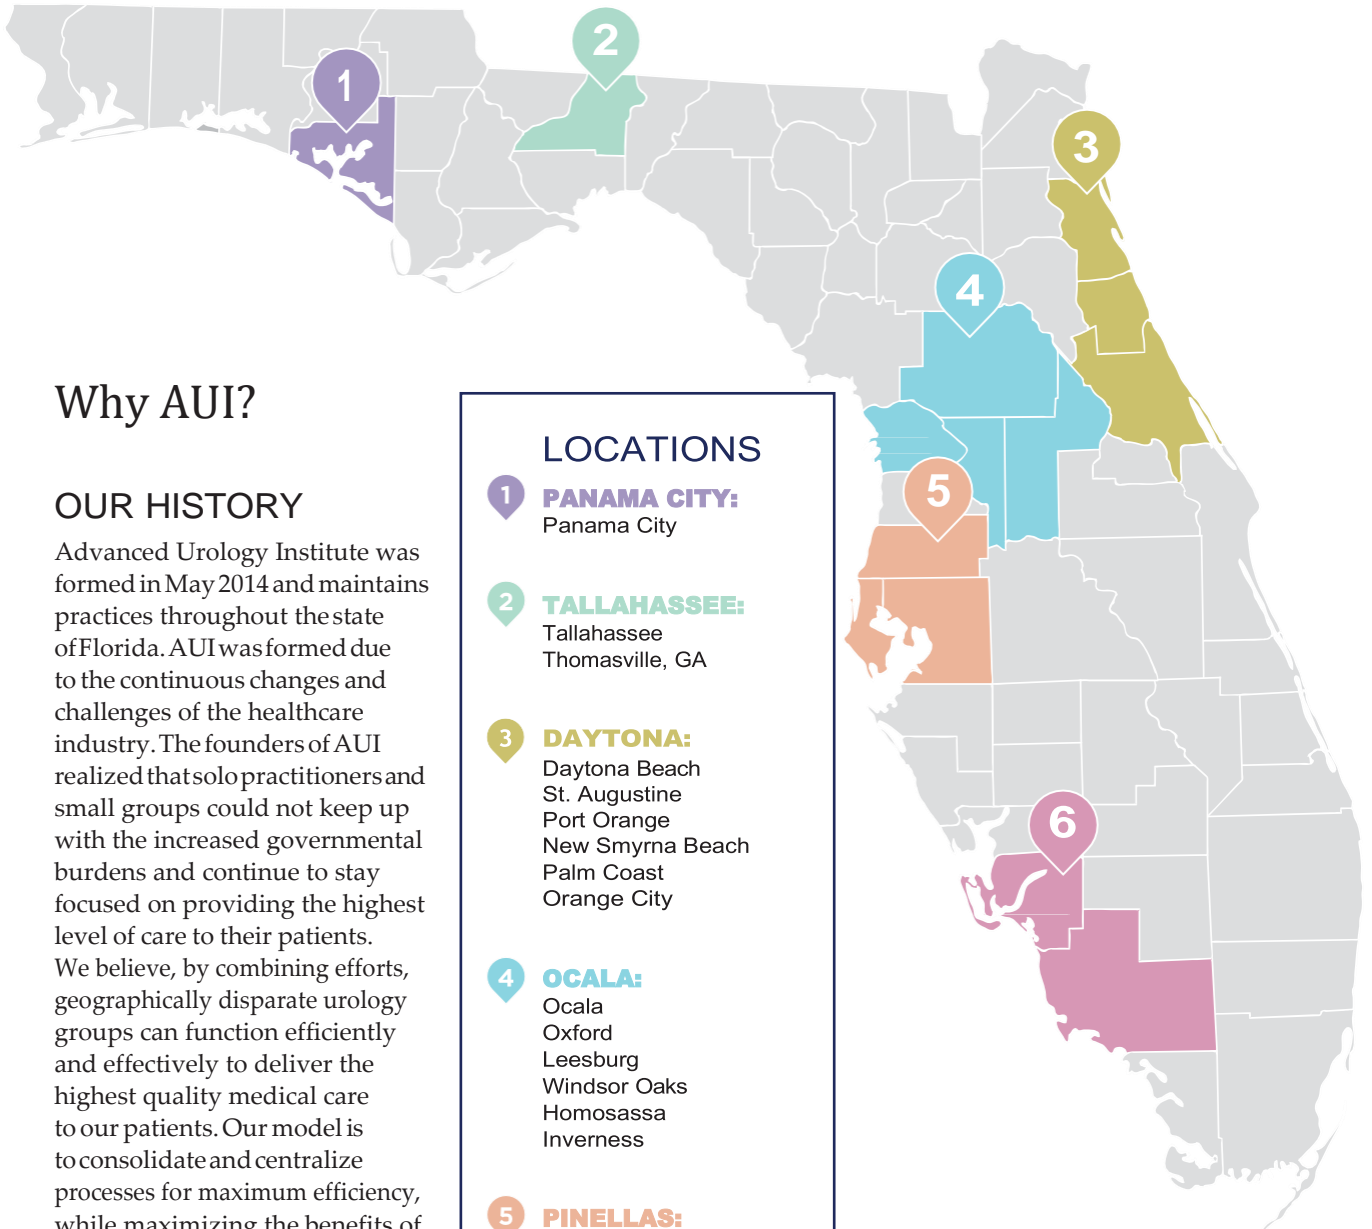 1
2
3
4
5
6
Why AUI?
OUR HISTORY
Advanced Urology Institute was
formed in May 2014 and maintains
practices throughout the state
of Florida. AUI was formed due
to the continuous changes and
challenges of the healthcare
industry. The founders of AUI
realized that solo practitioners and
small groups could not keep up
with the increased governmental
burdens and continue to stay
focused on providing the highest
level of care to their patients.
We believe, by combining efforts,
geographically disparate urology
groups can function efficiently
and effectively to deliver the
highest quality medical care
to our patients. Our model is
to consolidate and centralize
processes for maximum efficiency,
while maximizing the benefits of
LOCATIONS
1 PANAMA CITY:
Panama City
2 TALLAHASSEE:
Tallahassee
Thomasville, GA
3 DAYTONA:
Daytona Beach
St. Augustine
Port Orange
New Smyrna Beach
Palm Coast
Orange City
4 OCALA:
Ocala
Oxford
Leesburg
Windsor Oaks
Homosassa
Inverness
5 PINELLAS: